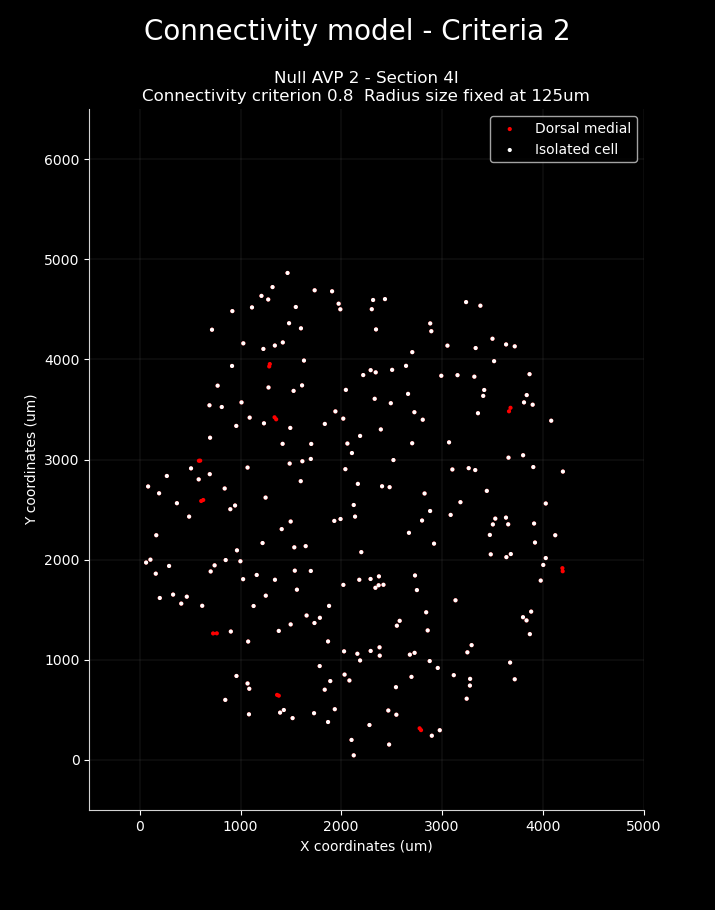 Connectivity model - Criteria 2
Null AVP 2 - Section 4I
Connectivity criterion 0.8  Radius size fixed at 125um
Dorsal medial
Isolated cell
6000
5000
4000
3000
2000
1000
0
Y coordinates (um)
0 1000 2000 3000 4000 5000
X coordinates (um)